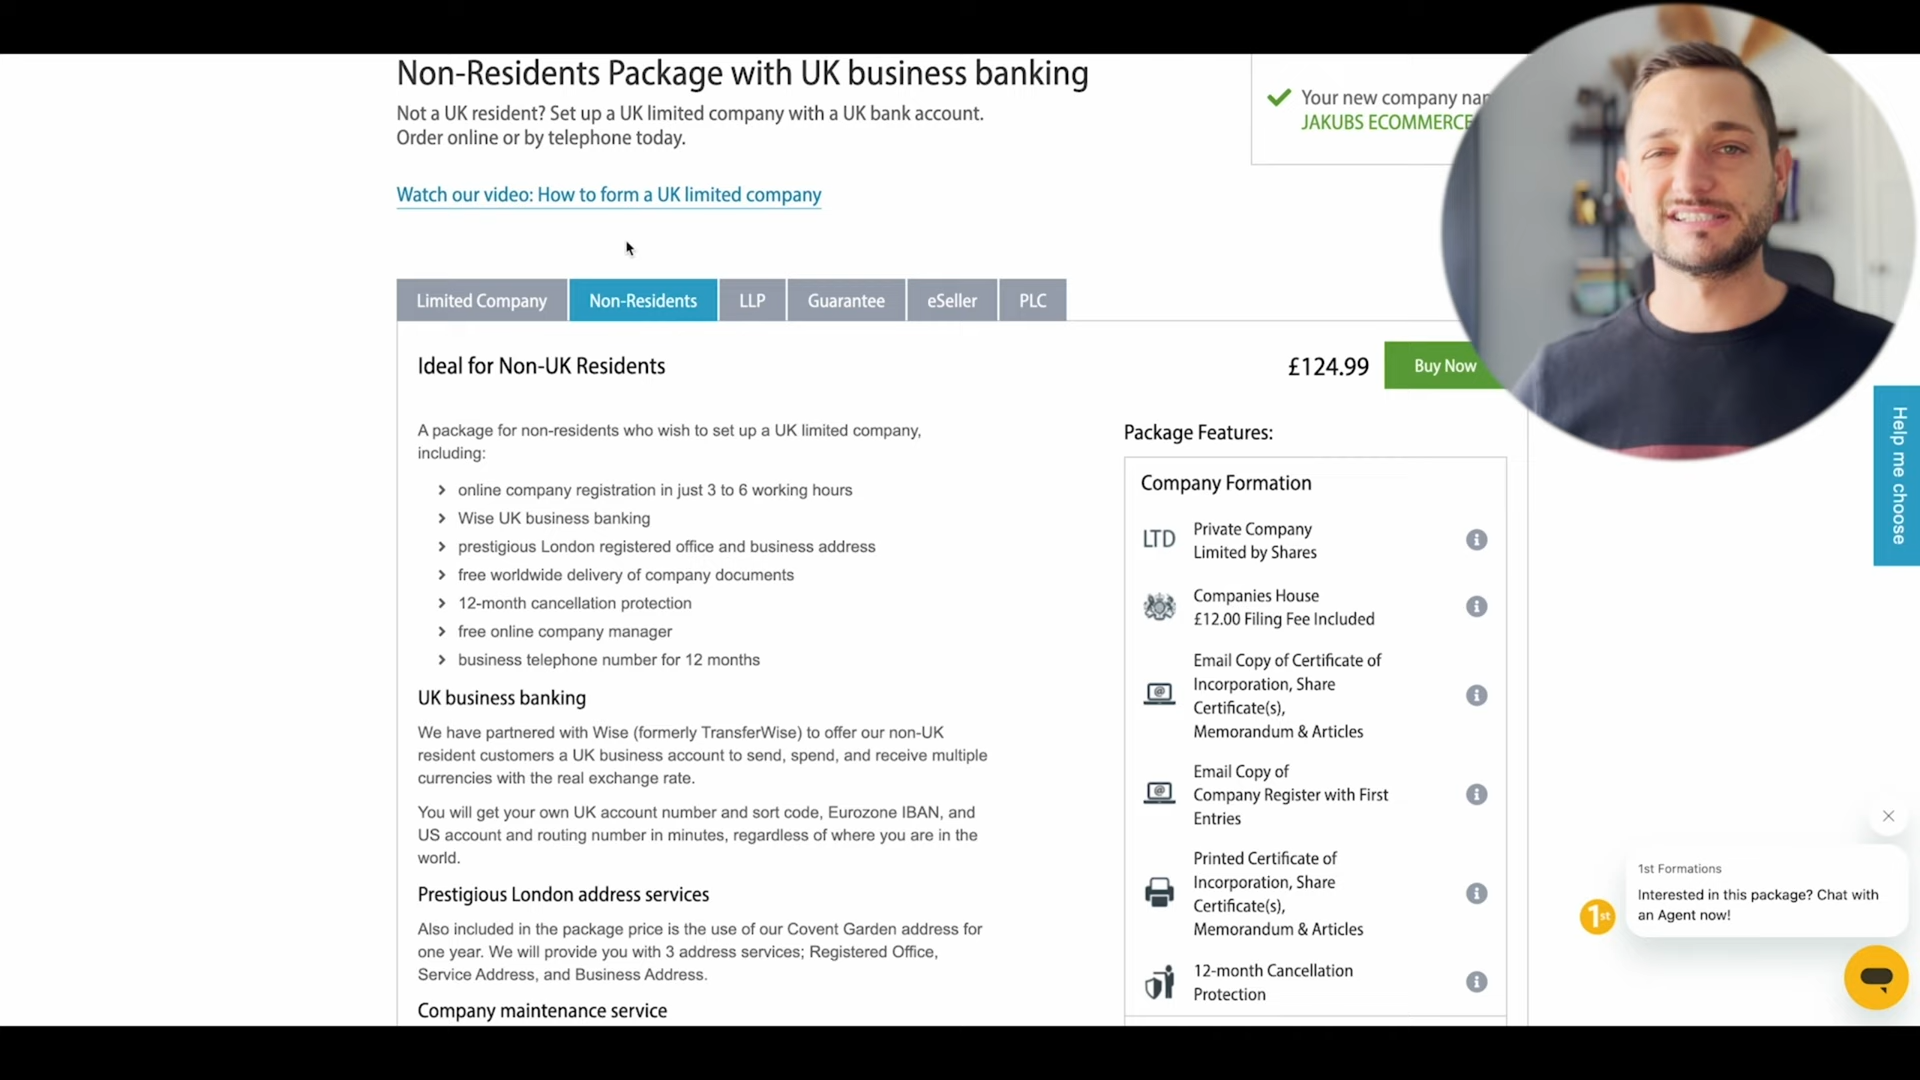 Non-Residents Package with UK business banking
Not a UK resident? Set up a UK limited company with a UK bank account.
Order online or by telephone today.
Watch our video: How to form a UK limited company
Your new company
JAKUBS ECOMMERCE
Limited Company
Non-Residents
LLP
Guarantee
eSeller
PLC
Ideal for Non-UK Residents
£124.99
Buy Now
A package for non-residents who wish to set up a UK limited company,
including:
online company registration in just 3 to 6 working hours
Wise UK business banking
prestigious London registered office and business address
free worldwide delivery of company documents
12-month cancellation protection
free online company manager
business telephone number for 12 months
UK business banking
We have partnered with Wise (formerly TransferWise) to offer our non-UK
resident customers a UK business account to send, spend, and receive multiple
currencies with the real exchange rate.
You will get your own UK account number and sort code, Eurozone IBAN, and
US account and routing number in minutes, regardless of where you are in the
world.
Prestigious London address services
Also included in the package price is the use of our Covent Garden address for
one year. We will provide you with 3 address services; Registered Office,
Service Address, and Business Address.
Company maintenance service
Package Features:
Company Formation
LTD
Private Company
Limited by Shares
Companies House
£12.00 Filing Fee Included
Email Copy of Certificate of
Incorporation, Share
Certificate(s),
Memorandum & Articles
Email Copy of
Company Register with First
Entries
Printed Certificate of
Incorporation, Share
Certificate(s),
Memorandum & Articles
12-month Cancellation
Protection
Help me choose
1st Formations
Interested in this package? Chat with
an Agent now!
1st